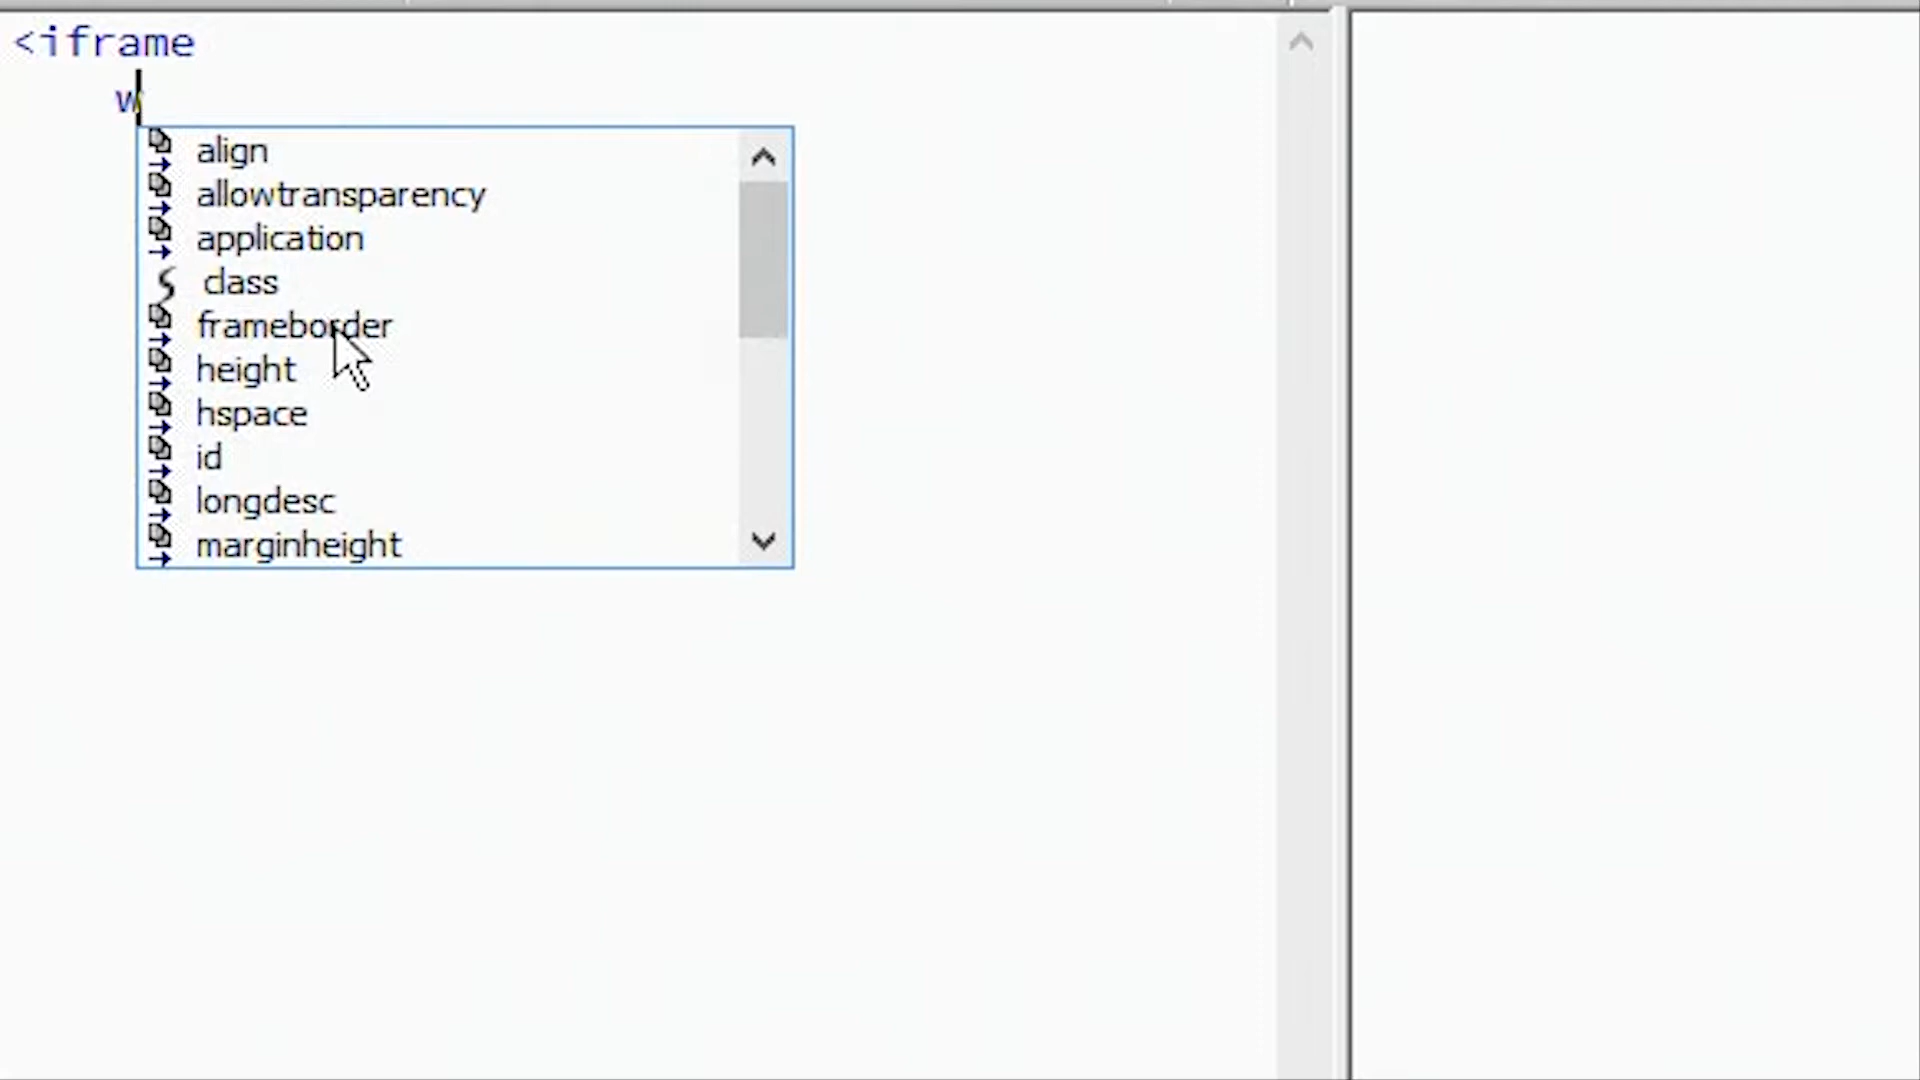 <iframe
w
align
allowtransparency
application
class
frameborder
height
hspace
id
longdesc
marginheight